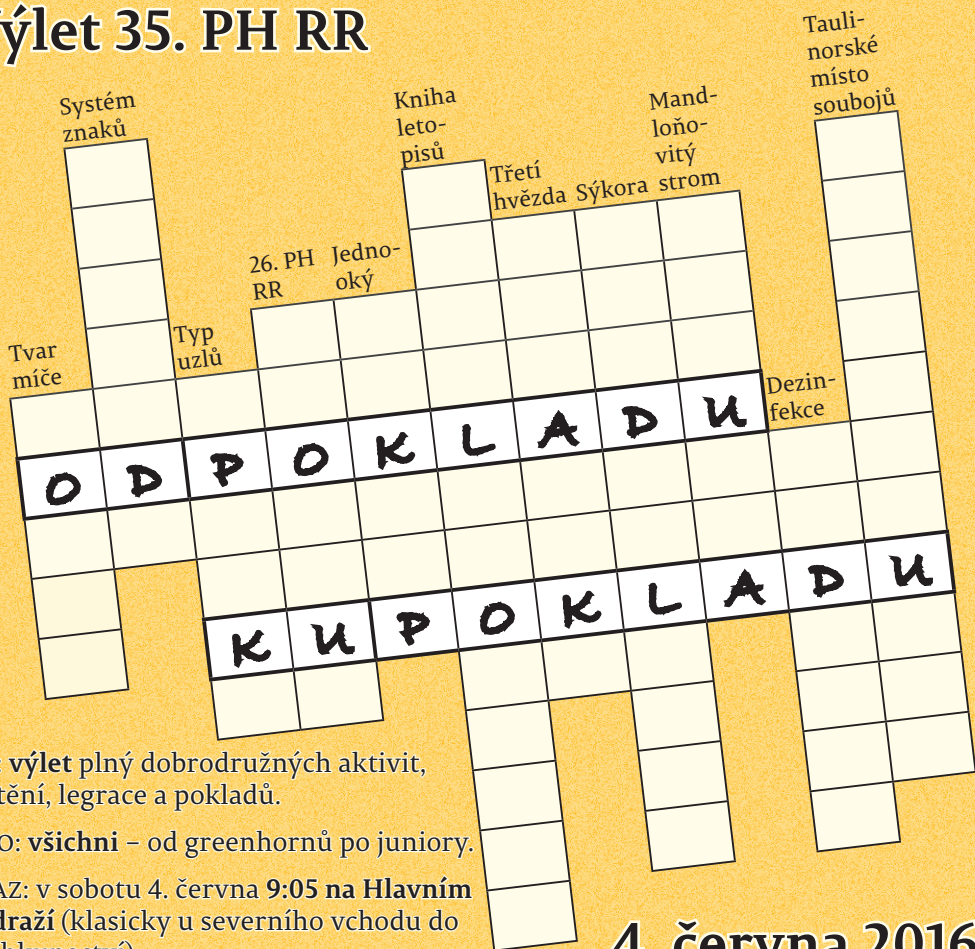 ýlet 35. PH RR
Systém
znaků
Tvar
míče
Typ
uzlů
26. PH
RR
Jedno-
oký
Kniha
leto-
pisů
Třetí
hvězda
Sýkora
Mand-
loňo-
vitý
strom
Tauli-
norské
místo
soubojů
Dezin-
fekce
ODPOKLADU
KUPOKLADU
výlet plný dobrodružných aktivit,
tění, legrace a pokladů.
O: všichni – od greenhornů po juniory.
AZ: v sobotu 4. června 9:05 na Hlavním
draží (klasicky u severního vchodu do
4. června 2016